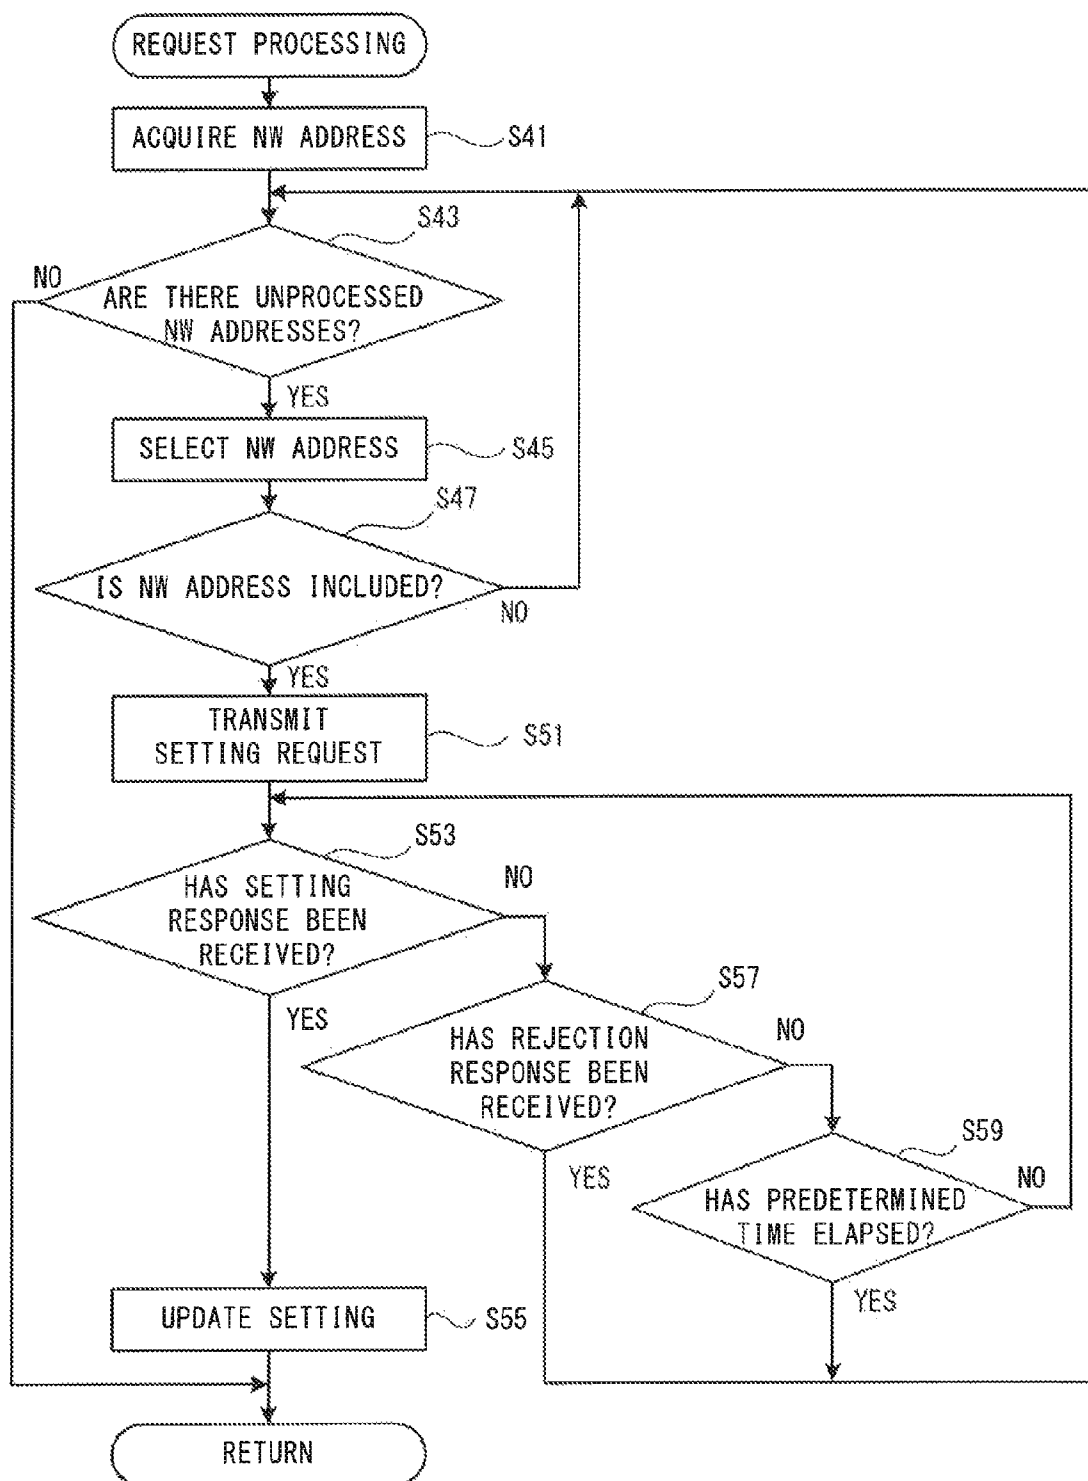 REQUEST PROCESSING
ACQUIRE NW ADDRESS
S41
S43
NO
ARE THERE UNPROCESSED
NW ADDRESSES?
YES
SELECT NW ADDRESS
S45
S47
IS NW ADDRESS INCLUDED?
NO
YES
TRANSMIT
SETTING REQUEST
S51
S53
NO
HAS SETTING
RESPONSE BEEN
RECEIVED?
YES
S57
NO
HAS REJECTION
RESPONSE BEEN
RECEIVED?
YES
S59
NO
HAS PREDETERMINED
TIME ELAPSED?
YES
UPDATE SETTING
S55
RETURN